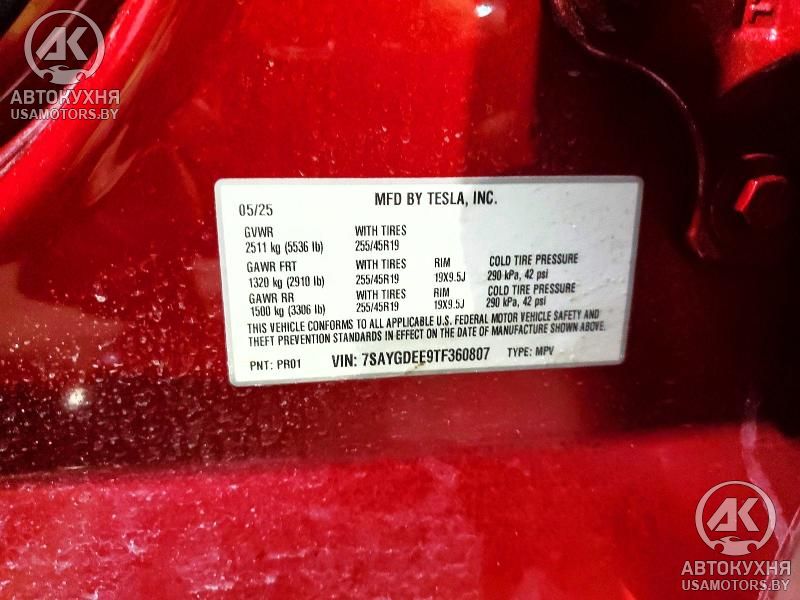 AK
АВТОКУХНЯ
USAMOTORS.BY
MFD BY TESLA, INC.
05/25
GVWR WITH TIRES
2511 kg (5536 lb) 255/45R19
GAWR FRT WITH TIRES RIM COLD TIRE PRESSURE
1320 kg (2910 lb) 255/45R19 19X9.5J 290 kPa, 42 psi
GAWR RR WITH TIRES RIM COLD TIRE PRESSURE
1500 kg (3306 lb) 255/45R19 19X9.5J 290 kPa, 42 psi
THIS VEHICLE CONFORMS TO ALL APPLICABLE U.S. FEDERAL MOTOR VEHICLE SAFETY AND
THEFT PREVENTION STANDARDS IN EFFECT ON THE DATE OF MANUFACTURE SHOWN ABOVE.
PNT: PR01 VIN: 7SAYGDEE9TF360807 TYPE: MPV
AK
АВТОКУХНЯ
USAMOTORS.BY